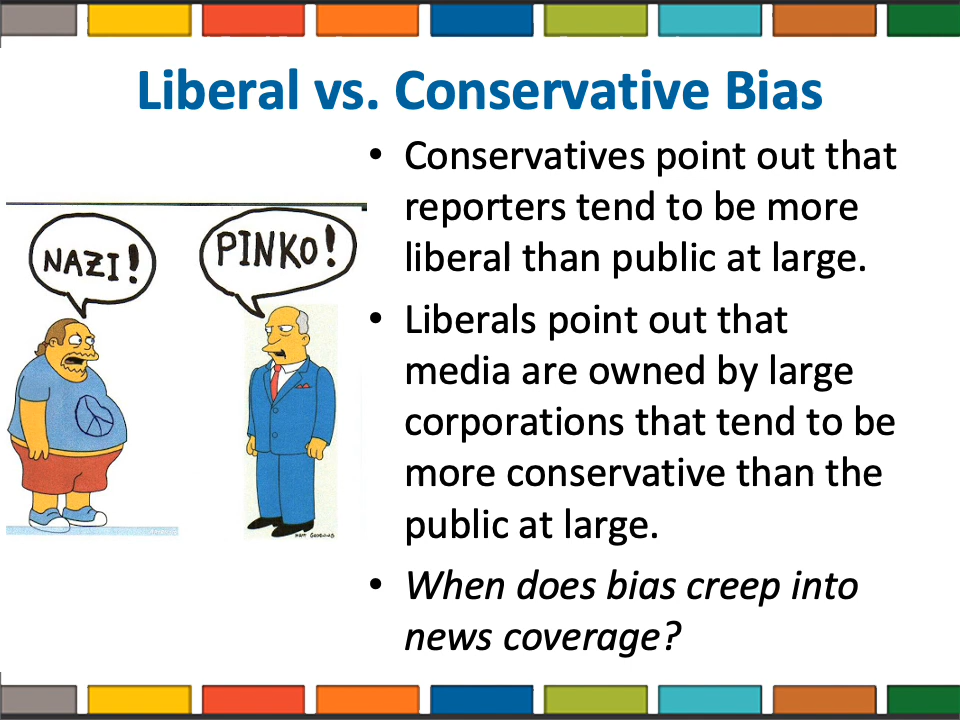 Liberal vs. Conservative Bias
• Conservatives point out that
reporters tend to be more
liberal than public at large.
NAZI!
PINKO!
• Liberals point out that
media are owned by large
corporations that tend to be
more conservative than the
public at large.
• When does bias creep into
news coverage?